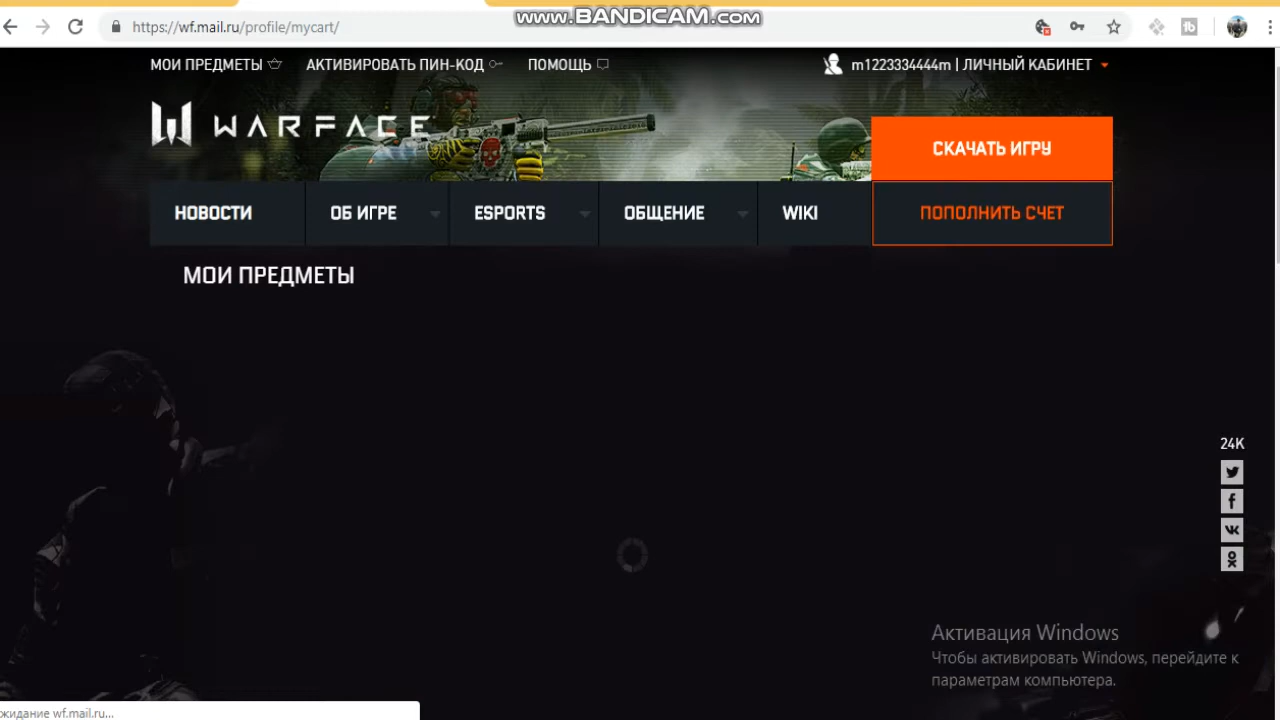 www.BANDICAM.com
https://wf.mail.ru/profile/mycart/
МОИ ПРЕДМЕТЫ АКТИВИРОВАТЬ ПИН-КОД ПОМОЩЬ m1223334444m | ЛИЧНЫЙ КАБИНЕТ
WARFACE
СКАЧАТЬ ИГРУ
НОВОСТИ ОБ ИГРЕ ESPORTS ОБЩЕНИЕ WIKI ПОПОЛНИТЬ СЧЕТ
МОИ ПРЕДМЕТЫ
24K
Активация Windows
Чтобы активировать Windows, перейдите к
параметрам компьютера.
жидание wf.mail.ru...